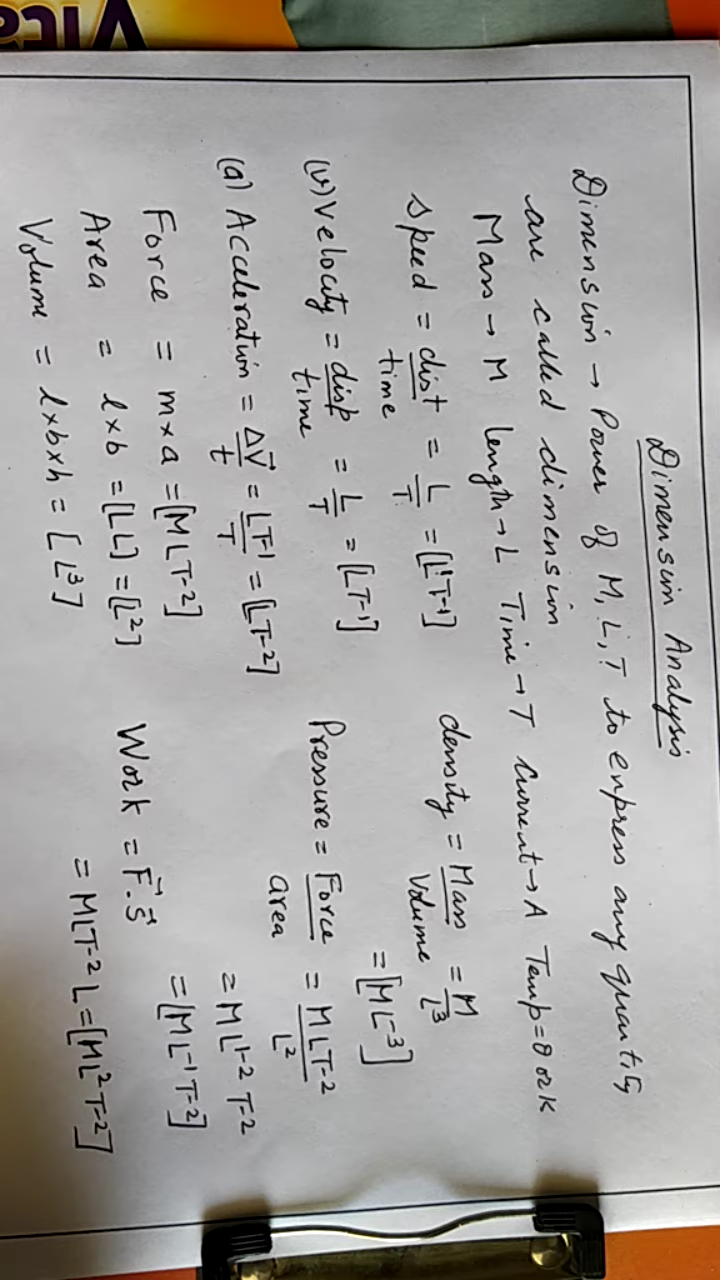 Vita
Dimension Analysis
Dimension → Power of M, L, T to express any quantity
are called dimension
Mass → M length → L Time → T Current → A Temp = θ or K
speed = dist/time = L/T = [L¹T-1]
(v) Velocity = disp/time = L/T = [LT-1]
(a) Acceleration = ΔV⃗/t = LT-1/T = [LT-2]
Force = m×a = [MLT-2]
Area = l×b = [LL] = [L²]
Volume = l×b×h = [L³]
density = Mass/Volume = M/L³
= [ML⁻³]
Pressure = Force/area = MLT-2/L²
= ML¹⁻² T-2
= [ML⁻¹T-2]
Work = F⃗.S⃗
= MLT-2 L = [ML²T-2]